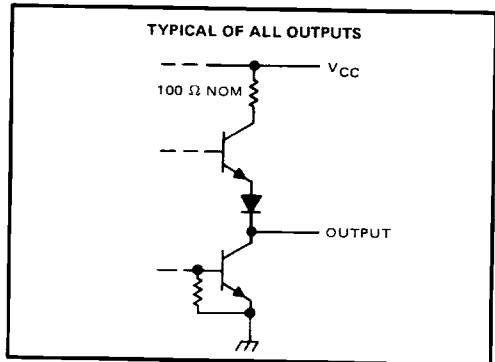 TYPICAL OF ALL OUTPUTS
VCC
100 Ω NOM
OUTPUT